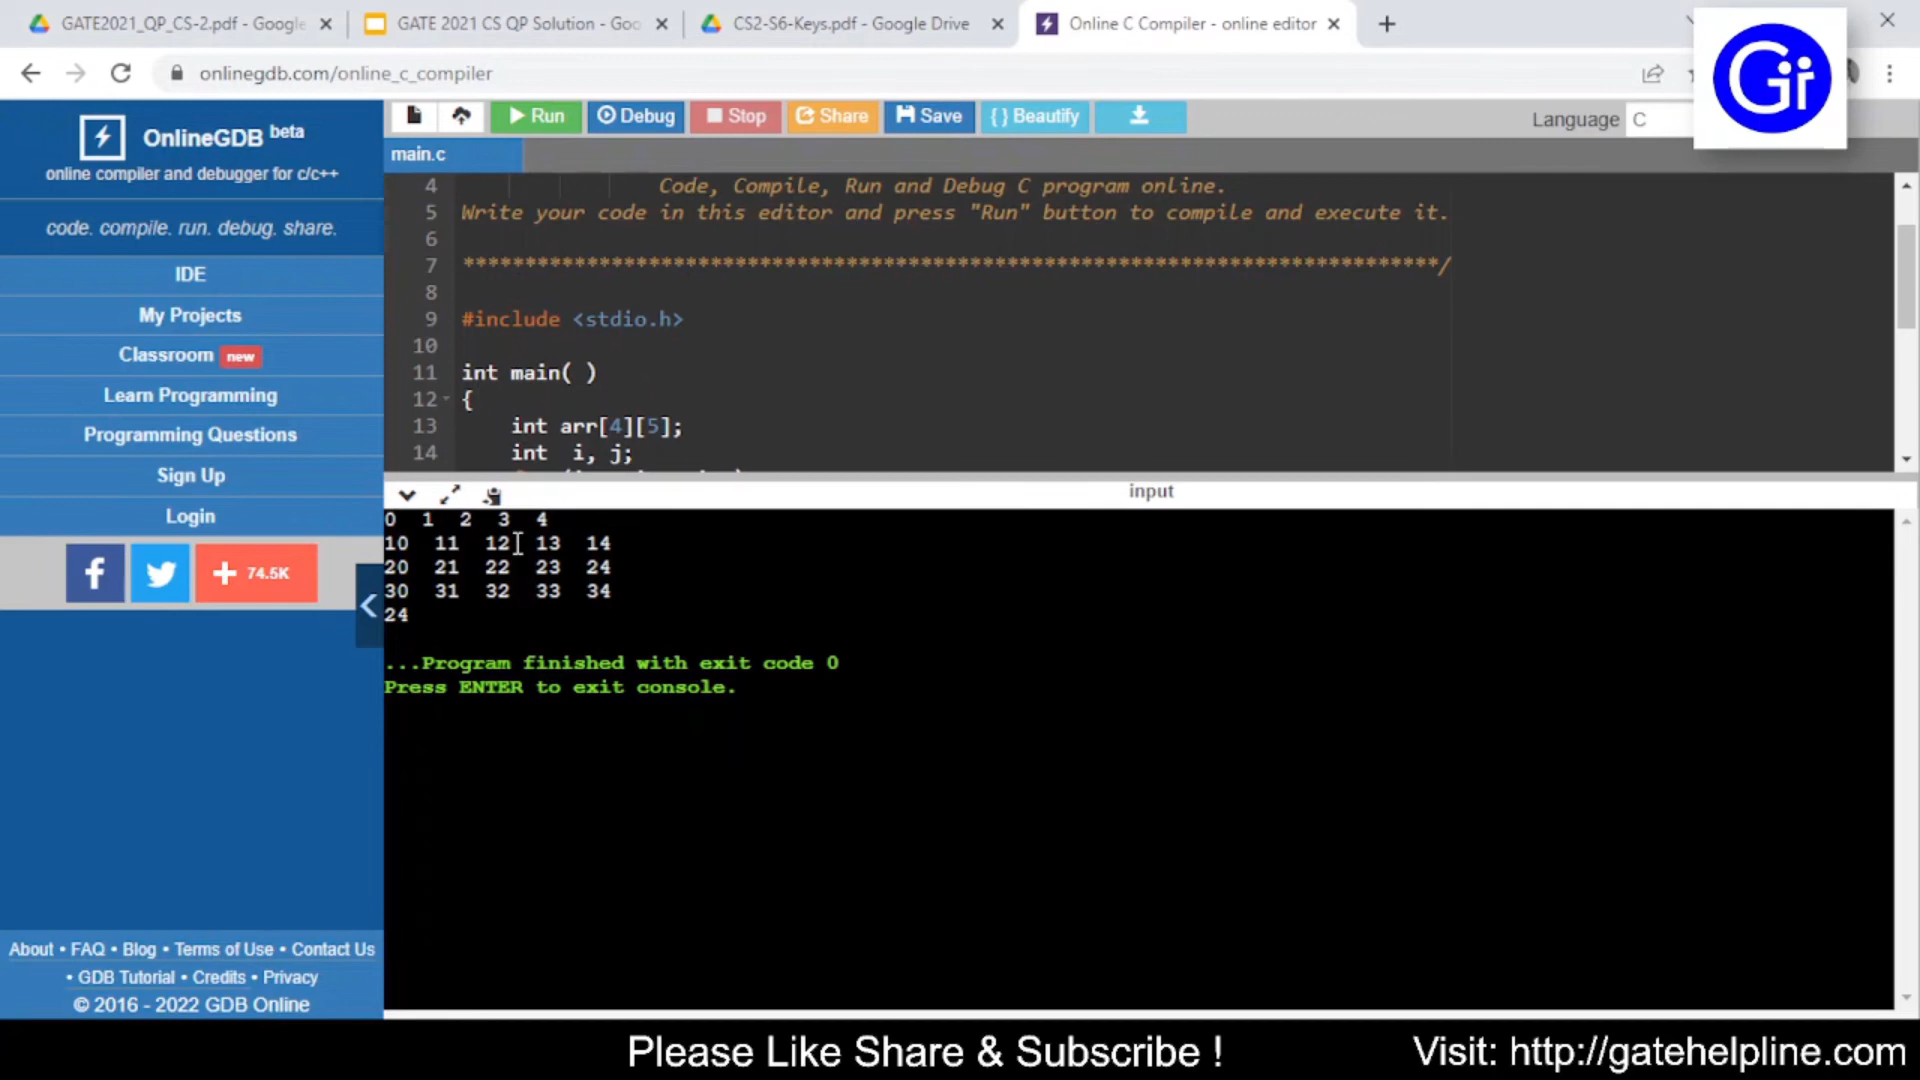 GATE2021_QP_CS-2.pdf - Google
GATE 2021 CS QP Solution - Goo
CS2-S6-Keys.pdf - Google Drive
Online C Compiler - online editor
onlinegdb.com/online_c_compiler
Gi
OnlineGDB beta
online compiler and debugger for c/c++
code. compile. run. debug. share.
IDE
My Projects
Classroom new
Learn Programming
Programming Questions
Sign Up
Login
+ 74.5K
About • FAQ • Blog • Terms of Use • Contact Us
• GDB Tutorial • Credits • Privacy
© 2016 - 2022 GDB Online
Run Debug Stop Share Save { } Beautify
Language C
main.c
4 Code, Compile, Run and Debug C program online.
5 Write your code in this editor and press "Run" button to compile and execute it.
6
7 *******************************************************************************/
8
9 #include <stdio.h>
10
11 int main( )
12 {
13 int arr[4][5];
14 int i, j;
input
0 1 2 3 4
10 11 12 13 14
20 21 22 23 24
30 31 32 33 34
24
...Program finished with exit code 0
Press ENTER to exit console.
Please Like Share & Subscribe !
Visit: http://gatehelpline.com